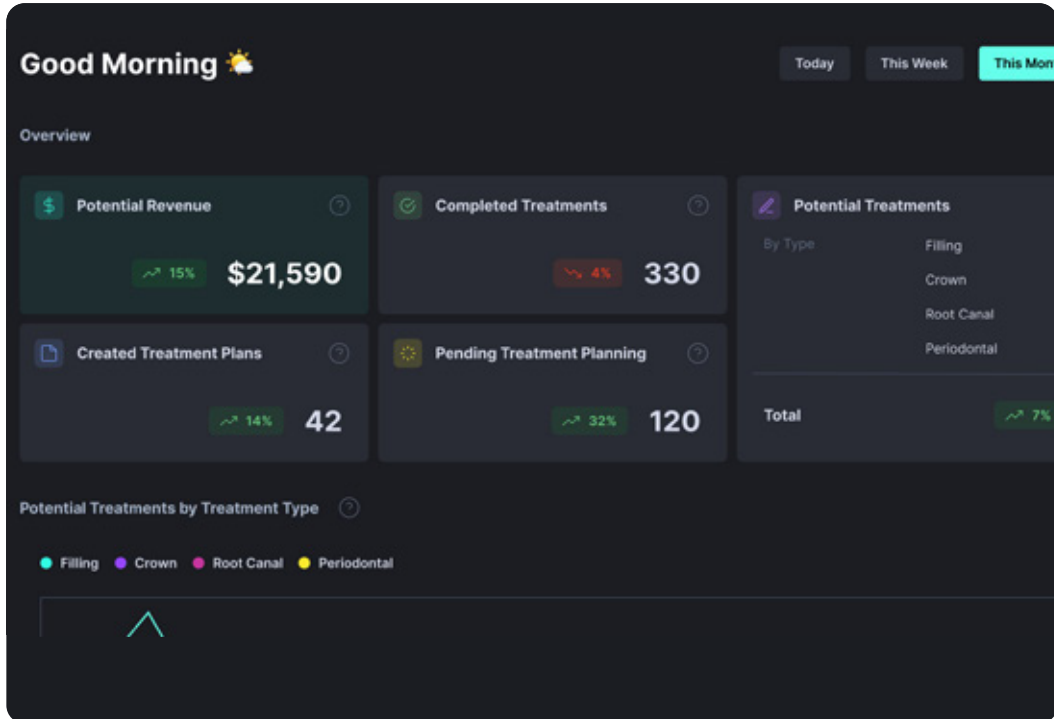 Good Morning 🌤️
Today
This Week
This Mon
Overview
Potential Revenue
?
15%
$21,590
Completed Treatments
?
4%
330
Potential Treatments
By Type
Filling
Crown
Root Canal
Periodontal
Total
7%
Created Treatment Plans
?
14%
42
Pending Treatment Planning
?
32%
120
Potential Treatments by Treatment Type
?
Filling
Crown
Root Canal
Periodontal